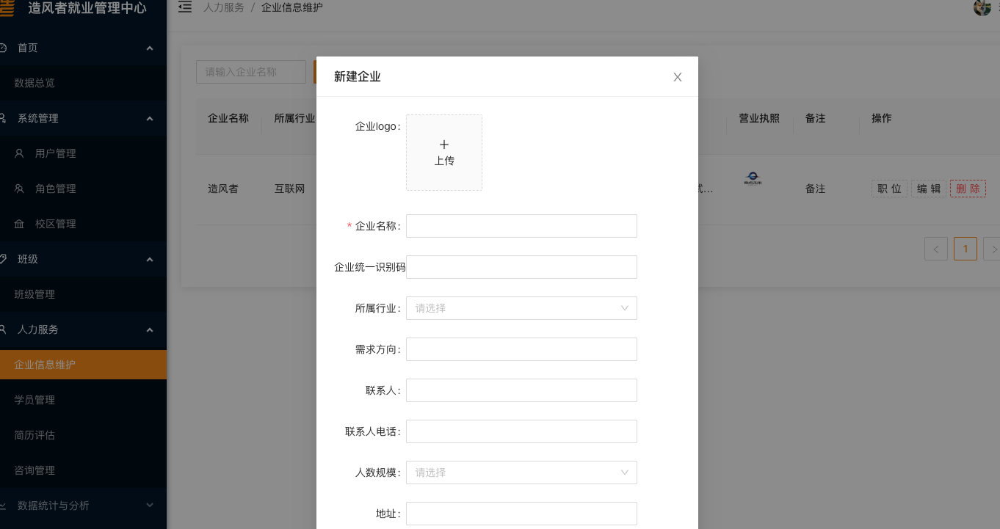 造风者就业管理中心
人力服务 / 企业信息维护
首页
数据总览
系统管理
用户管理
角色管理
校区管理
班级
班级管理
人力服务
企业信息维护
学员管理
简历评估
咨询管理
数据统计与分析
请输入企业名称
企业名称 所属行业 营业执照 备注 操作
造风者 互联网 备注 职 位 编 辑 删 除
1
新建企业
企业logo:
上传
* 企业名称:
企业统一识别码
所属行业: 请选择
需求方向:
联系人:
联系人电话:
人数规模: 请选择
地址: